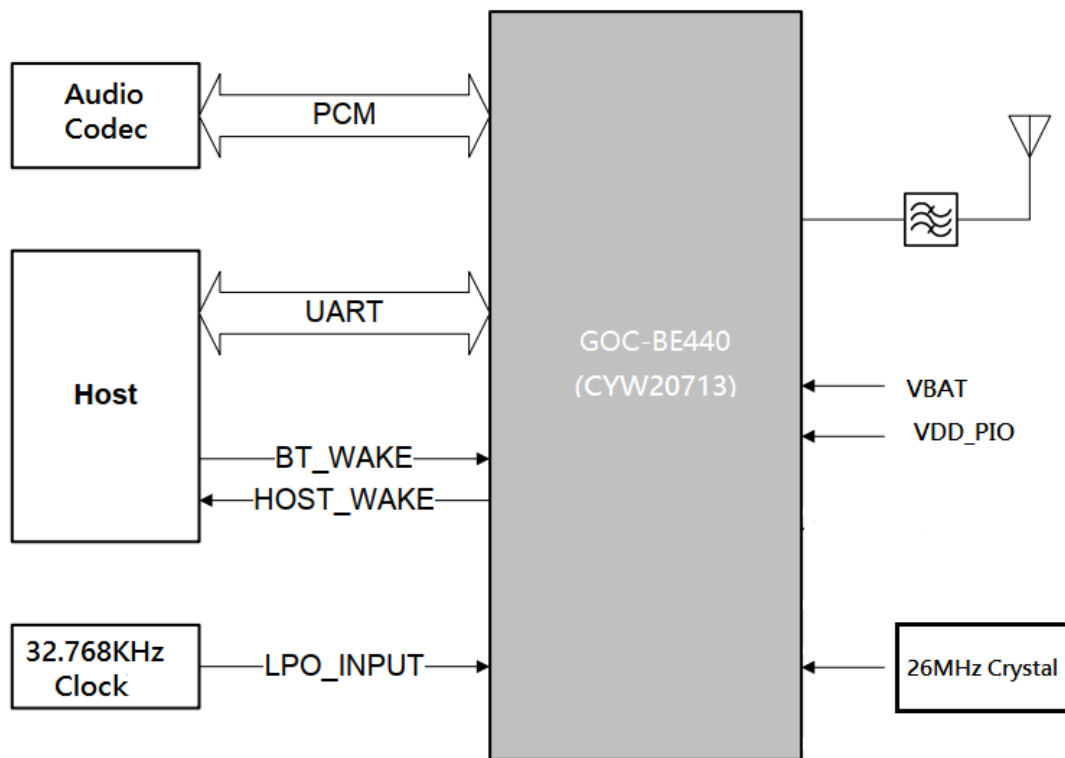 Audio
Codec
PCM
Host
UART
BT_WAKE
HOST_WAKE
32.768KHz
Clock
LPO_INPUT
GOC-BE440
(CYW20713)
VBAT
VDD_PIO
26MHz Crystal